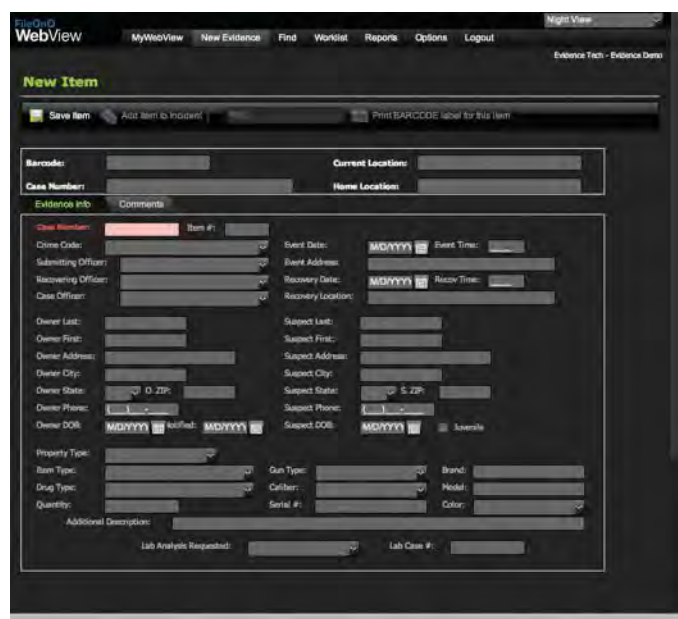 FileOnQ
WebView
Night View
MyWebView New Evidence Find Worklist Reports Options Logout
Evidence Tech - Evidence Demo
New Item
Save Item Add Item to Incident Print BARCODE label for this item
Barcode: Current Location:
Case Number: Home Location:
Evidence Info Comments
Case Number: Item #:
Crime Code: Event Date: M/D/YYYY Event Time:
Submitting Officer: Event Address:
Recovering Officer: Recovery Date: M/D/YYYY Recov Time:
Case Officer: Recovery Location:
Owner Last: Suspect Last:
Owner First: Suspect First:
Owner Address: Suspect Address:
Owner City: Suspect City:
Owner State: O. ZIP: Suspect State: S. ZIP:
Owner Phone: (___)___-____ Suspect Phone: (___)___-____
Owner DOB: M/D/YYYY Notified: M/D/YYYY Suspect DOB: M/D/YYYY Juvenile
Property Type:
Item Type: Gun Type: Brand:
Drug Type: Caliber: Model:
Quantity: Serial #: Color:
Additional Description:
Lab Analysis Requested: Lab Case #: